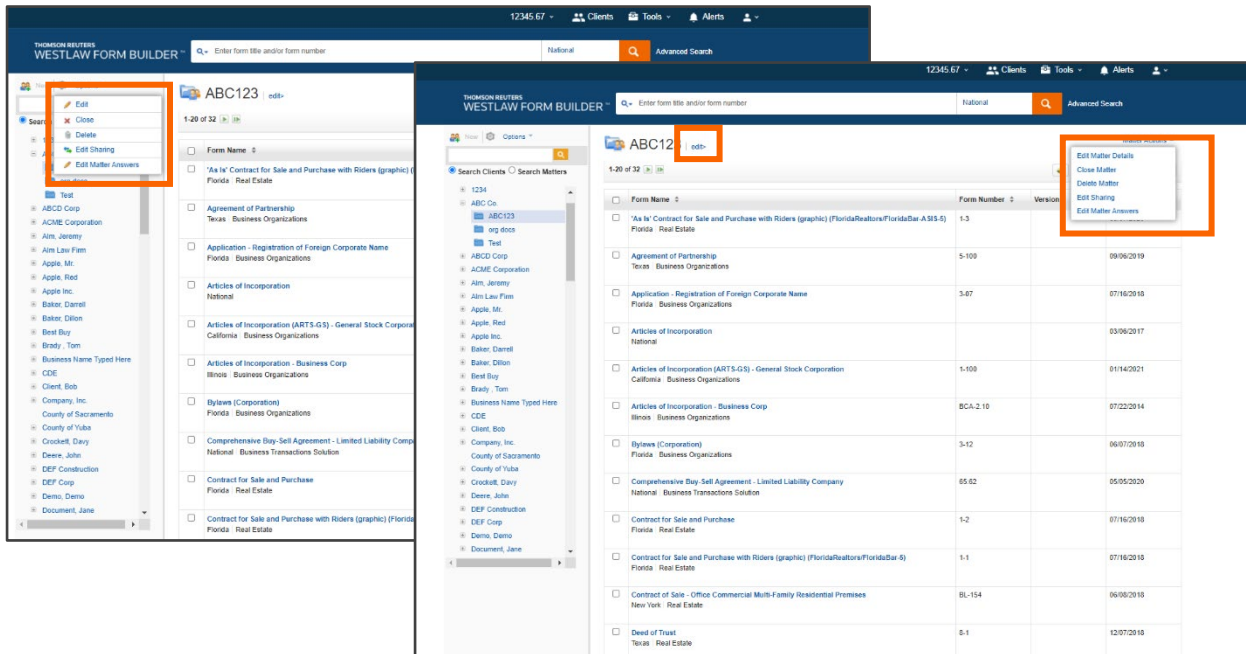 12345.67 Clients Tools Alerts
THOMSON REUTERS
WESTLAW FORM BUILDER™
Enter form title and/or form number
National
Advanced Search
Edit
Close
Delete
Edit Sharing
Edit Matter Answers
org docs
Test
ABCD Corp
ACME Corporation
Alm, Jeremy
Alm Law Firm
Apple, Mr.
Apple, Red
Apple Inc.
Baker, Darrell
Baker, Dillon
Best Buy
Brady , Tom
Business Name Typed Here
CDE
Client, Bob
Company, Inc.
County of Sacramento
County of Yuba
Crockett, Davy
Deere, John
DEF Construction
DEF Corp
Demo, Demo
Document, Jane
ABC123 | edit>
1-20 of 32
Form Name
'As Is' Contract for Sale and Purchase with Riders (graphic) (
Florida | Real Estate
Agreement of Partnership
Texas | Business Organizations
Application - Registration of Foreign Corporate Name
Florida | Business Organizations
Articles of Incorporation
National
Articles of Incorporation (ARTS-GS) - General Stock Corporat
California | Business Organizations
Articles of Incorporation - Business Corp
Illinois | Business Organizations
Bylaws (Corporation)
Florida | Business Organizations
Comprehensive Buy-Sell Agreement - Limited Liability Comp
National | Business Transactions Solution
Contract for Sale and Purchase
Florida | Real Estate
Contract for Sale and Purchase with Riders (graphic) (Florida
Florida | Real Estate
12345.67 Clients Tools Alerts
THOMSON REUTERS
WESTLAW FORM BUILDER™
Enter form title and/or form number
National
Advanced Search
New Options
Search Clients Search Matters
1234
ABC Co.
ABC123
org docs
Test
ABCD Corp
ACME Corporation
Alm, Jeremy
Alm Law Firm
Apple, Mr.
Apple, Red
Apple Inc.
Baker, Darrell
Baker, Dillon
Best Buy
Brady , Tom
Business Name Typed Here
CDE
Client, Bob
Company, Inc.
County of Sacramento
County of Yuba
Crockett, Davy
Deere, John
DEF Construction
DEF Corp
Demo, Demo
Document, Jane
ABC123 | edit>
1-20 of 32
Edit Matter Details
Close Matter
Delete Matter
Edit Sharing
Edit Matter Answers
Form Name Form Number Version
'As Is' Contract for Sale and Purchase with Riders (graphic) (FloridaRealtors/FloridaBar-ASIS-5) 1-3
Florida | Real Estate
Agreement of Partnership 5-100 09/06/2019
Texas | Business Organizations
Application - Registration of Foreign Corporate Name 3-07 07/16/2018
Florida | Business Organizations
Articles of Incorporation 03/06/2017
National
Articles of Incorporation (ARTS-GS) - General Stock Corporation 1-100 01/14/2021
California | Business Organizations
Articles of Incorporation - Business Corp BCA-2.10 07/22/2014
Illinois | Business Organizations
Bylaws (Corporation) 3-12 06/07/2018
Florida | Business Organizations
Comprehensive Buy-Sell Agreement - Limited Liability Company 65.62 05/05/2020
National | Business Transactions Solution
Contract for Sale and Purchase 1-2 07/16/2018
Florida | Real Estate
Contract for Sale and Purchase with Riders (graphic) (FloridaRealtors/FloridaBar-5) 1-1 07/16/2018
Florida | Real Estate
Contract of Sale - Office Commercial Multi-Family Residential Premises BL-154 06/08/2018
New York | Real Estate
Deed of Trust 8-1 12/07/2018
Texas | Real Estate